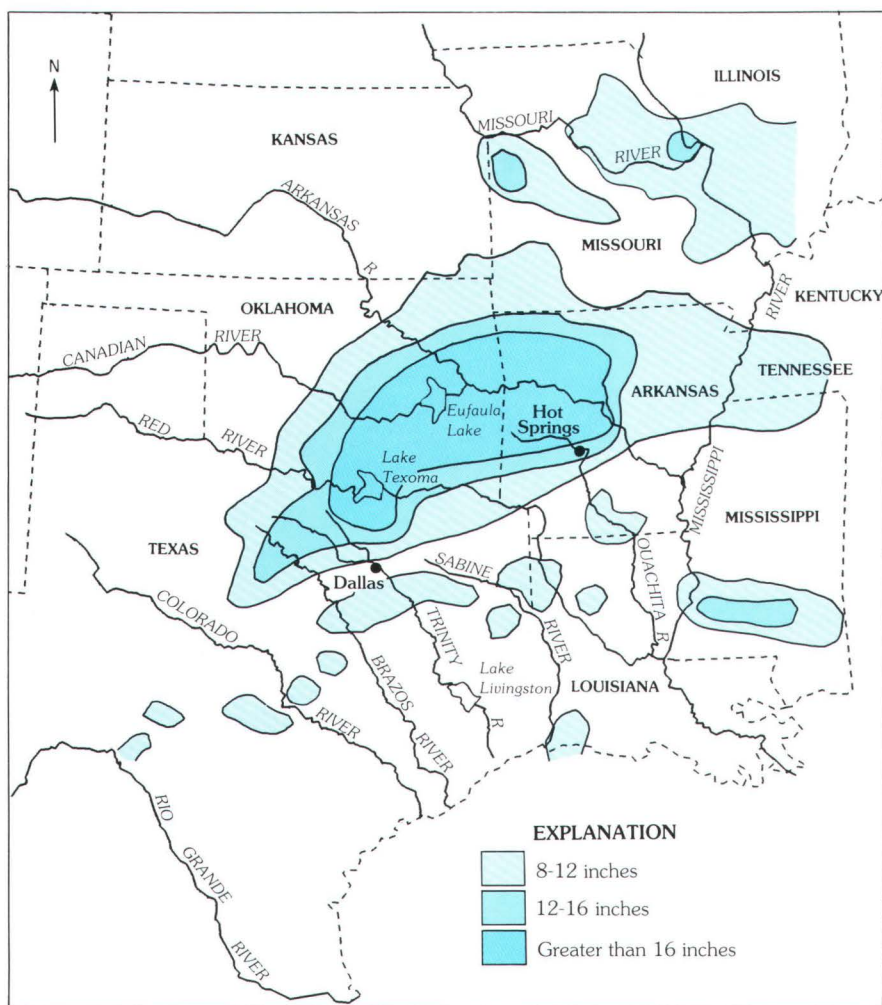 N
ILLINOIS
MISSOURI
RIVER
KANSAS
ARKANSAS
R.
MISSOURI
RIVER
KENTUCKY
OKLAHOMA
CANADIAN
RIVER
TENNESSEE
ARKANSAS
Eufaula
Lake
Hot
Springs
RED
RIVER
Lake
Texoma
MISSISSIPPI
MISSISSIPPI
TEXAS
SABINE
RIVER
OUACHITA R
Dallas
COLORADO
RIVER
TRINITY
R
BRAZOS
RIVER
Lake
Livingston
LOUISIANA
RIO
GRANDE
RIVER
EXPLANATION
8-12 inches
12-16 inches
Greater than 16 inches